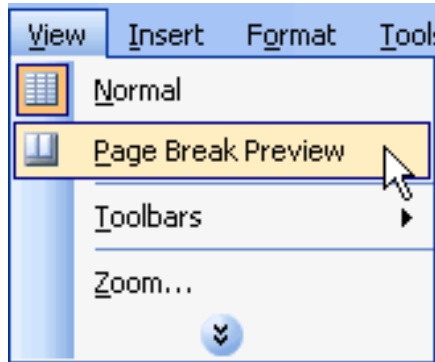 View Insert Format Tools
Normal
Page Break Preview
Toolbars
Zoom...